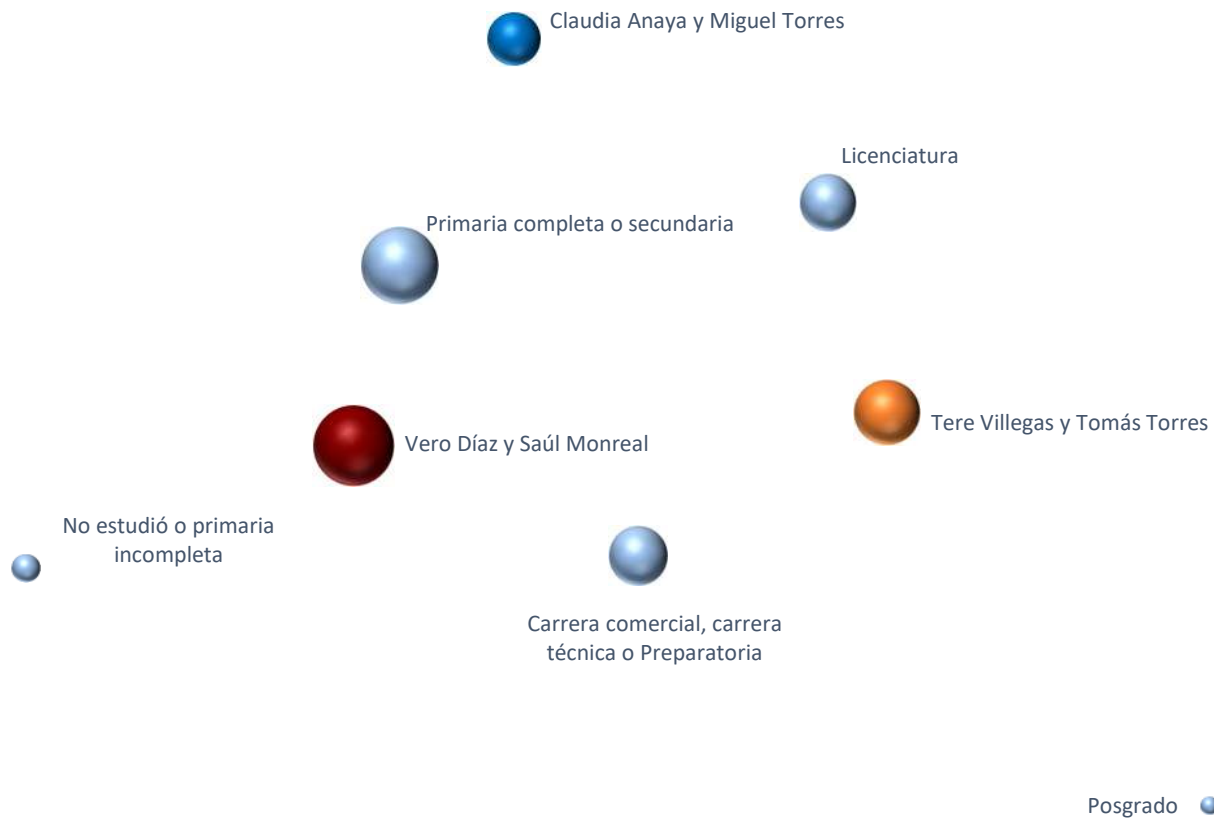 Claudia Anaya y Miguel Torres
Licenciatura
Primaria completa o secundaria
Tere Villegas y Tomás Torres
Vero Díaz y Saúl Monreal
No estudió o primaria
incompleta
Carrera comercial, carrera
técnica o Preparatoria
Posgrado